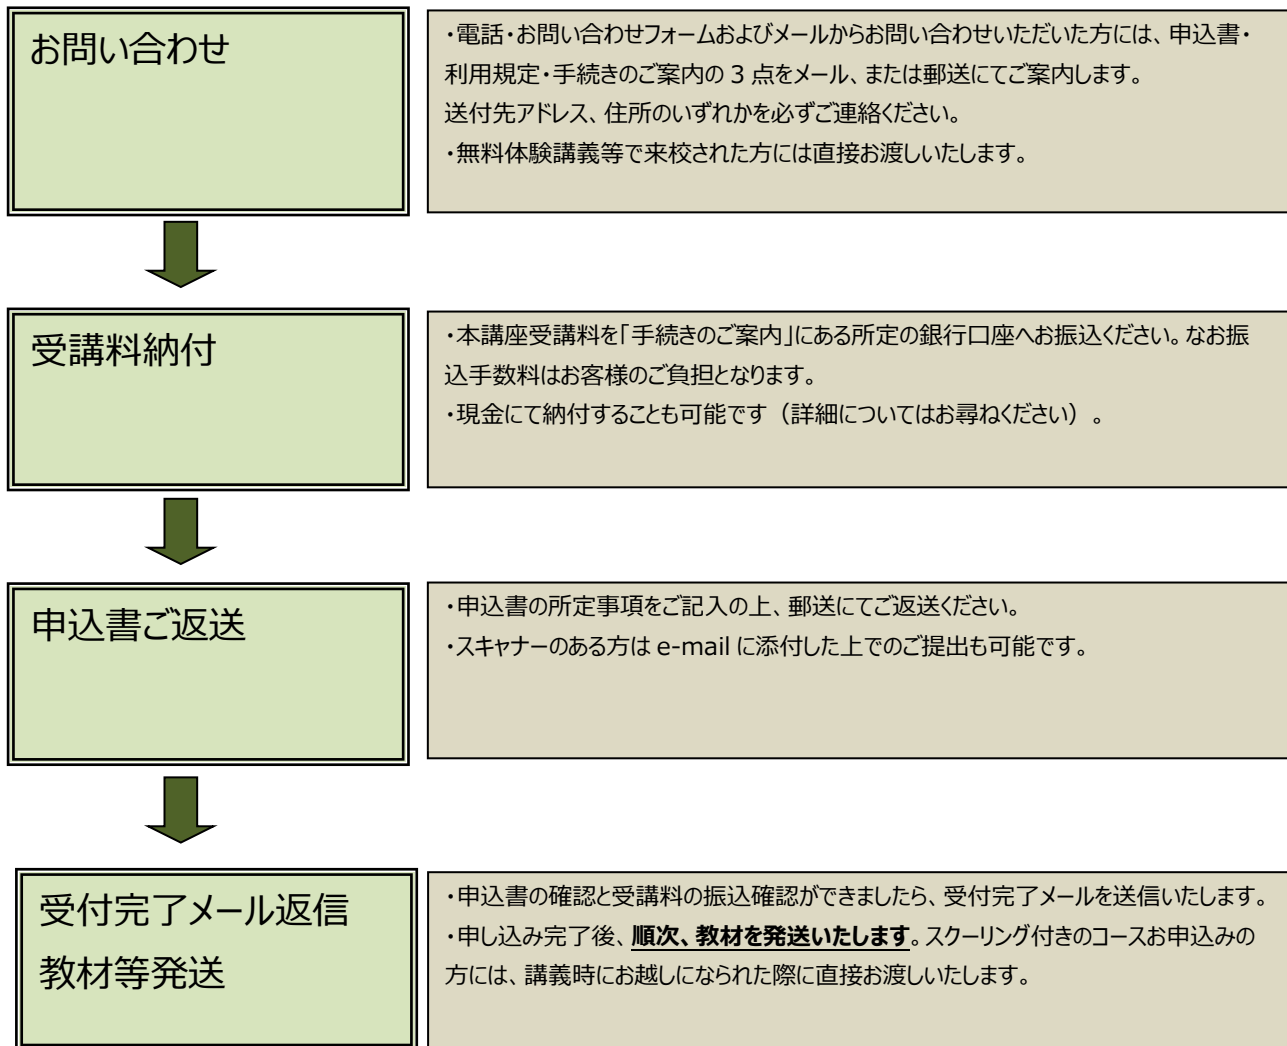 お問い合わせ
・電話・お問い合わせフォームおよびメールからお問い合わせいただいた方には、申込書・
利用規定・手続きのご案内の 3 点をメール、または郵送にてご案内します。
送付先アドレス、住所のいずれかを必ずご連絡ください。
・無料体験講義等で来校された方には直接お渡しいたします。
受講料納付
・本講座受講料を「手続きのご案内」にある所定の銀行口座へお振込ください。なお振
込手数料はお客様のご負担となります。
・現金にて納付することも可能です（詳細についてはお尋ねください）。
申込書ご返送
・申込書の所定事項をご記入の上、郵送にてご返送ください。
・スキャナーのある方は e-mail に添付した上でのご提出も可能です。
受付完了メール返信
教材等発送
・申込書の確認と受講料の振込確認ができましたら、受付完了メールを送信いたします。
・申し込み完了後、順次、教材を発送いたします。スクーリング付きのコースお申込みの
方には、講義時にお越しになられた際に直接お渡しいたします。